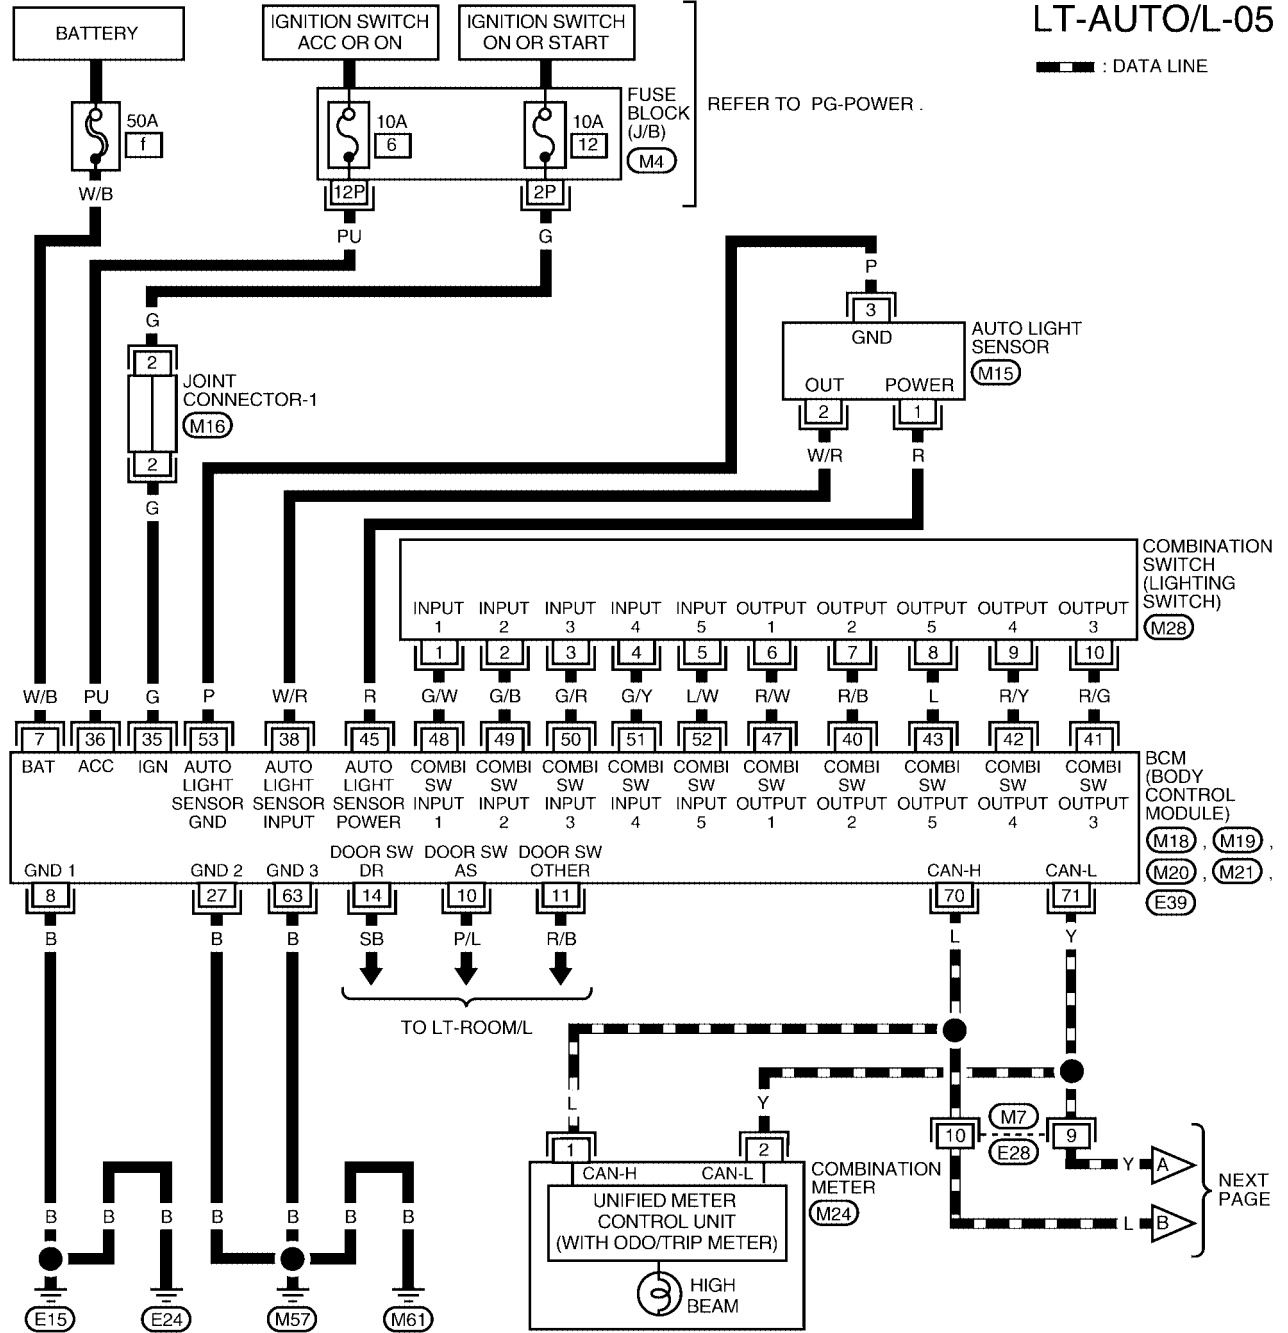 LT-AUTO/L-05
: DATA LINE
BATTERY
IGNITION SWITCH
ACC OR ON
IGNITION SWITCH
ON OR START
50A
f
10A
6
10A
12
FUSE
BLOCK
(J/B)
M4
REFER TO PG-POWER .
W/B
12P
2P
PU
G
P
3
GND
AUTO LIGHT
SENSOR
M15
OUT
POWER
2
1
W/R
R
G
2
JOINT
CONNECTOR-1
M16
2
G
COMBINATION
SWITCH
(LIGHTING
SWITCH)
M28
INPUT INPUT INPUT INPUT INPUT OUTPUT OUTPUT OUTPUT OUTPUT OUTPUT
1 2 3 4 5 1 2 5 4 3
1 2 3 4 5 6 7 8 9 10
W/B PU G P W/R R G/W G/B G/R G/Y L/W R/W R/B L R/Y R/G
7 36 35 53 38 45 48 49 50 51 52 47 40 43 42 41
BAT ACC IGN AUTO AUTO AUTO COMBI COMBI COMBI COMBI COMBI COMBI COMBI COMBI COMBI COMBI
LIGHT LIGHT LIGHT SW SW SW SW SW SW SW SW SW SW
SENSOR SENSOR SENSOR INPUT INPUT INPUT INPUT INPUT OUTPUT OUTPUT OUTPUT OUTPUT OUTPUT
GND INPUT POWER 1 2 3 4 5 1 2 5 4 3
BCM
(BODY
CONTROL
MODULE)
M18 , M19 ,
M20 , M21 ,
E39
DOOR SW DOOR SW DOOR SW
GND 1 GND 2 GND 3 DR AS OTHER CAN-H CAN-L
8 27 63 14 10 11 70 71
B B B SB P/L R/B L Y
TO LT-ROOM/L
L
Y
1
2
10
M7
E28
9
CAN-H
CAN-L
UNIFIED METER
CONTROL UNIT
(WITH ODO/TRIP METER)
HIGH
BEAM
COMBINATION
METER
M24
Y A
L B
NEXT
PAGE
B B B B B B B
E15 E24 M57 M61